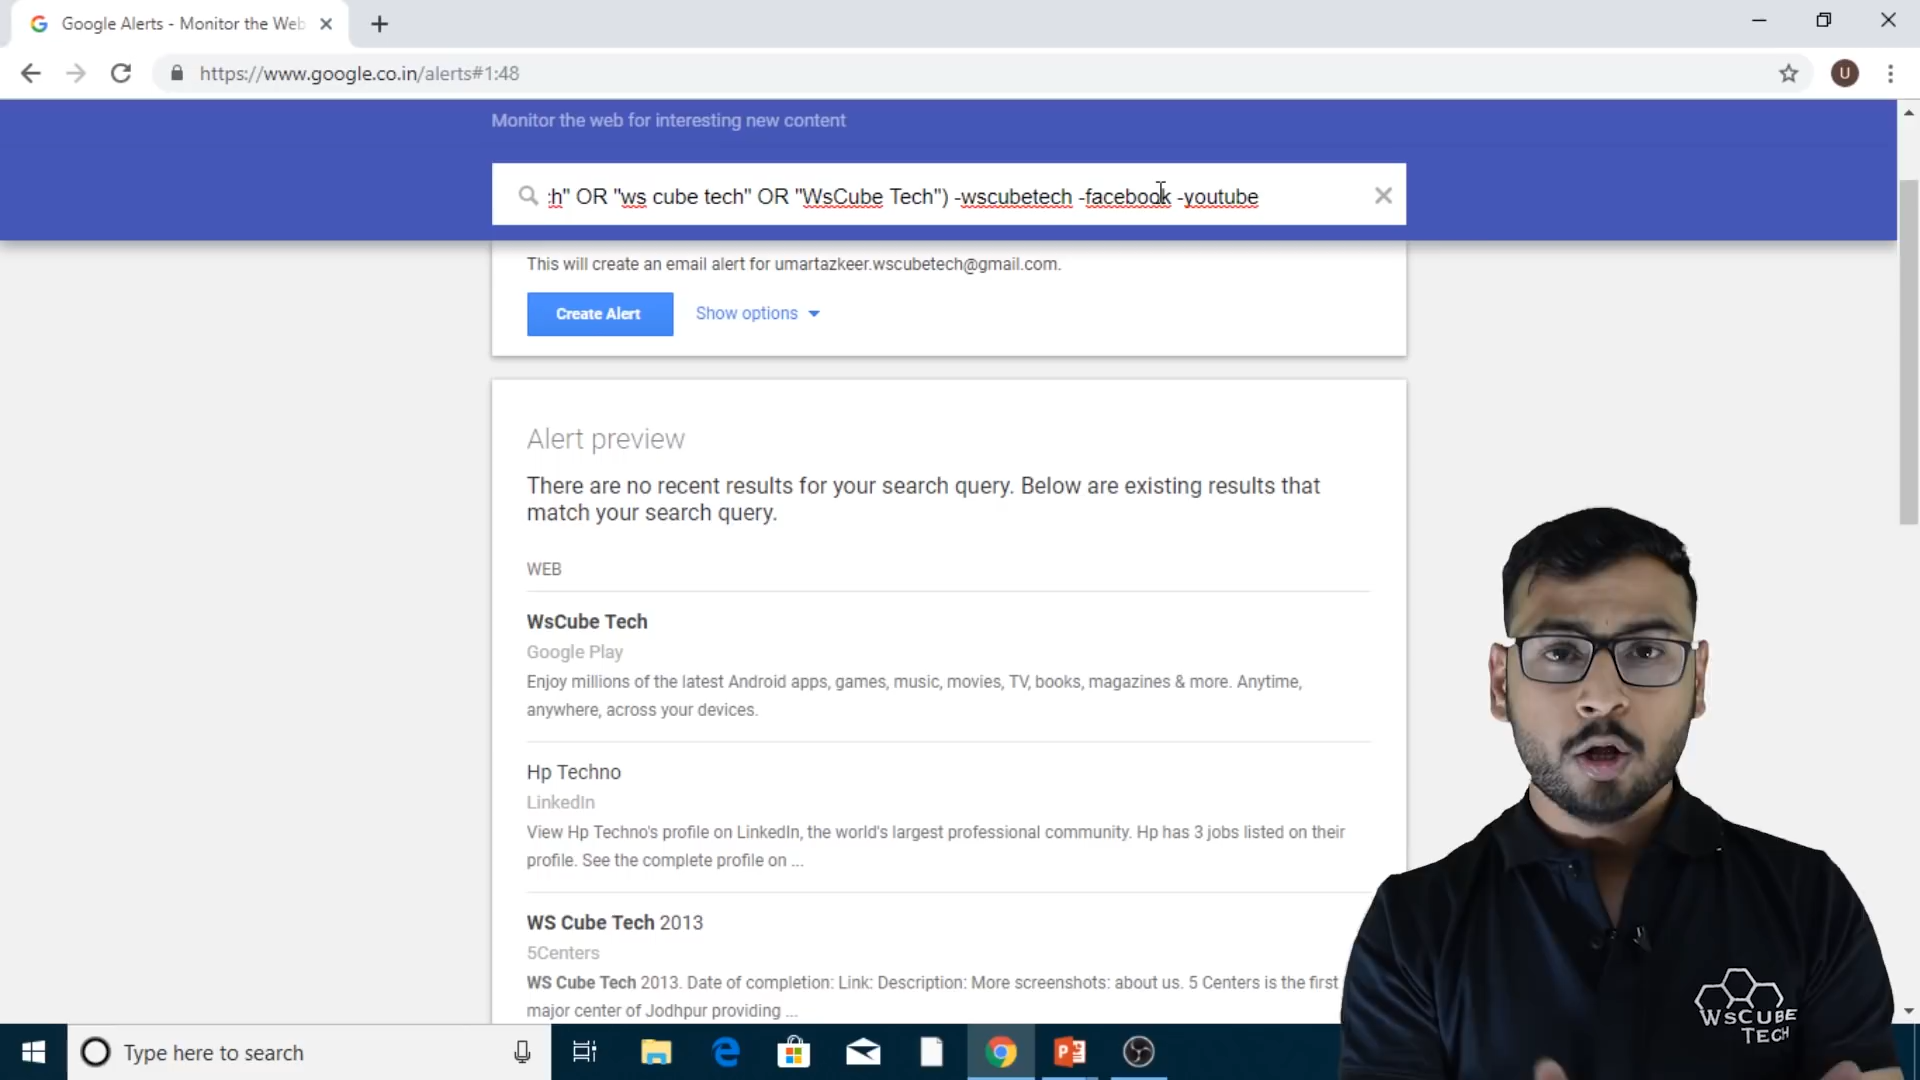 Google Alerts - Monitor the Web
https://www.google.co.in/alerts#1:48
U
Monitor the web for interesting new content
:h" OR "ws cube tech" OR "WsCube Tech") -wscubetech -facebook -youtube
This will create an email alert for umartazkeer.wscubetech@gmail.com.
Create Alert
Show options
Alert preview
There are no recent results for your search query. Below are existing results that
match your search query.
WEB
WsCube Tech
Google Play
Enjoy millions of the latest Android apps, games, music, movies, TV, books, magazines & more. Anytime,
anywhere, across your devices.
Hp Techno
LinkedIn
View Hp Techno's profile on LinkedIn, the world's largest professional community. Hp has 3 jobs listed on their
profile. See the complete profile on ...
WS Cube Tech 2013
5Centers
WS Cube Tech 2013. Date of completion: Link: Description: More screenshots: about us. 5 Centers is the first
major center of Jodhpur providing ...
WsCUBE
TECH
Type here to search